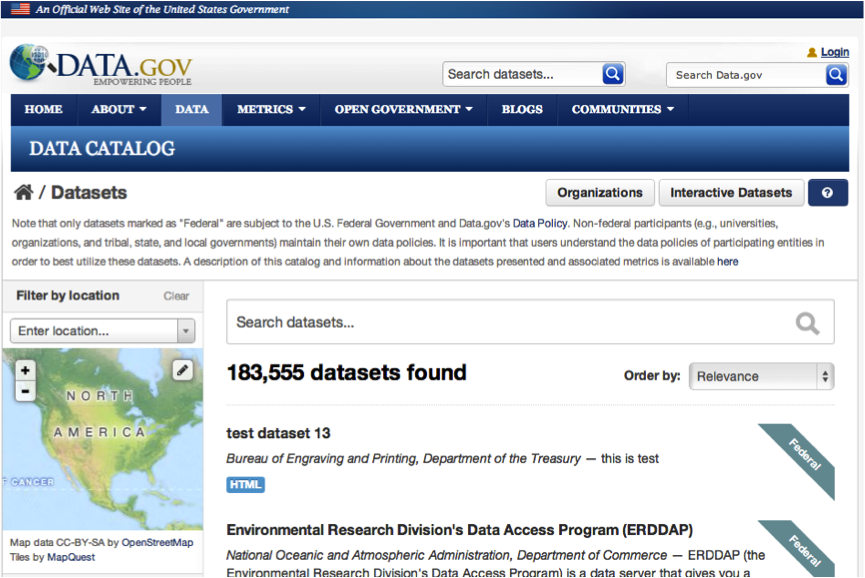 An Official Web Site of the United States Government
Login
DATA.GOV
EMPOWERING PEOPLE
Search datasets...
Search Data.gov
HOME ABOUT DATA METRICS OPEN GOVERNMENT BLOGS COMMUNITIES
DATA CATALOG
/ Datasets
Organizations Interactive Datasets ?
Note that only datasets marked as "Federal" are subject to the U.S. Federal Government and Data.gov's Data Policy. Non-federal participants (e.g., universities,
organizations, and tribal, state, and local governments) maintain their own data policies. It is important that users understand the data policies of participating entities in
order to best utilize these datasets. A description of this catalog and information about the datasets presented and associated metrics is available here
Filter by location Clear
Enter location...
+
-
NORTH
AMERICA
F CANCER
Map data CC-BY-SA by OpenStreetMap
Tiles by MapQuest
Search datasets...
183,555 datasets found
Order by: Relevance
test dataset 13
Federal
Bureau of Engraving and Printing, Department of the Treasury — this is test
HTML
Environmental Research Division's Data Access Program (ERDDAP)
Federal
National Oceanic and Atmospheric Administration, Department of Commerce — ERDDAP (the
Environmental Research Division's Data Access Program) is a data server that gives you a